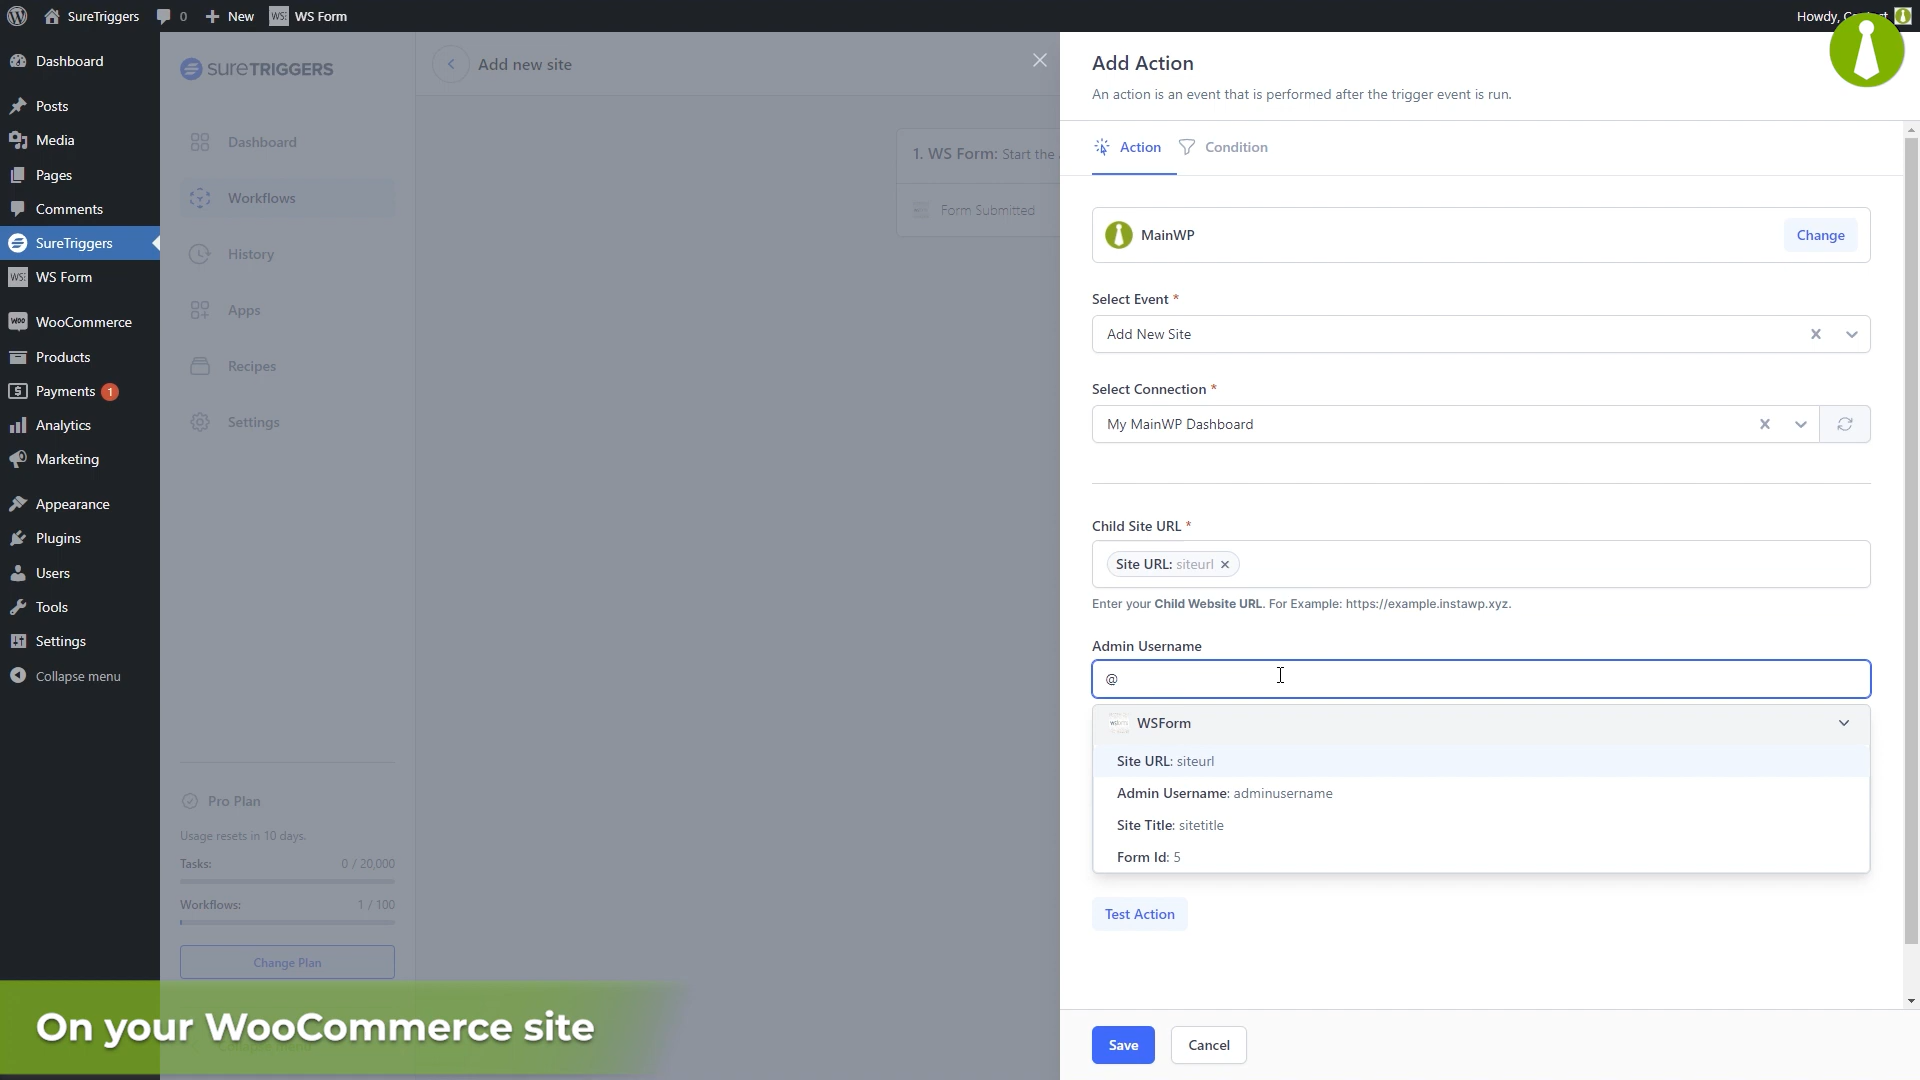 SureTriggers
0
New
WS Form
Howdy,
Dashboard
Posts
Media
Pages
Comments
SureTriggers
WS Form
WooCommerce
Products
Payments 1
Analytics
Marketing
Appearance
Plugins
Users
Tools
Settings
Collapse menu
SureTRIGGERS
Dashboard
Workflows
History
Apps
Recipes
Settings
Pro Plan
Usage resets in 10 days.
Tasks: 0 / 20,000
Workflows: 1 / 100
Change Plan
Add new site
1. WS Form: Start the
Form Submitted
Add Action
An action is an event that is performed after the trigger event is run.
Action
Condition
MainWP
Change
Select Event *
Add New Site
Select Connection *
My MainWP Dashboard
Child Site URL *
Site URL: siteurl
Enter your Child Website URL. For Example: https://example.instawp.xyz.
Admin Username
@
WSForm
Site URL: siteurl
Admin Username: adminusername
Site Title: sitetitle
Form Id: 5
Test Action
Save
Cancel
On your WooCommerce site